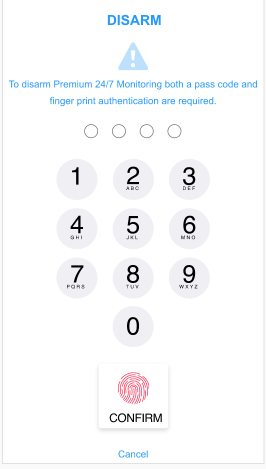 DISARM
To disarm Premium 24/7 Monitoring both a pass code and
finger print authentication are required.
1 2 3
ABC DEF
4 5 6
GHI JKL MNO
7 8 9
PQRS TUV WXYZ
0
CONFIRM
Cancel